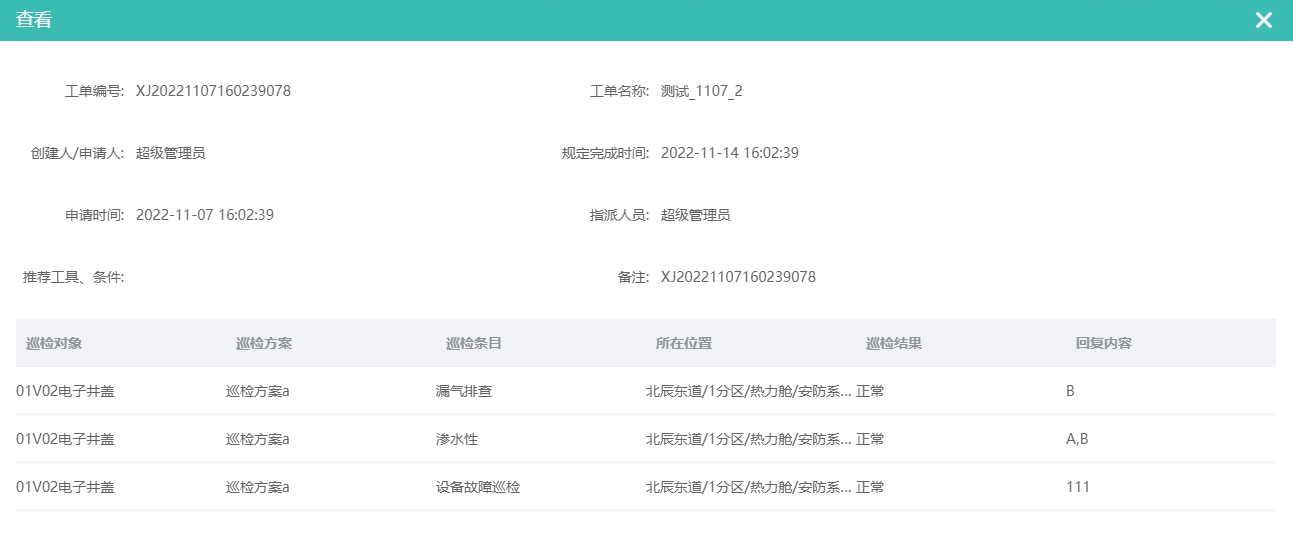 查看
工单编号: XJ20221107160239078 工单名称: 测试_1107_2
创建人/申请人: 超级管理员 规定完成时间: 2022-11-14 16:02:39
申请时间: 2022-11-07 16:02:39 指派人员: 超级管理员
推荐工具、条件: 备注: XJ20221107160239078
巡检对象 巡检方案 巡检条目 所在位置 巡检结果 回复内容
01V02电子井盖 巡检方案a 漏气排查 北辰东道/1分区/热力舱/安防系... 正常 B
01V02电子井盖 巡检方案a 渗水性 北辰东道/1分区/热力舱/安防系... 正常 A,B
01V02电子井盖 巡检方案a 设备故障巡检 北辰东道/1分区/热力舱/安防系... 正常 111